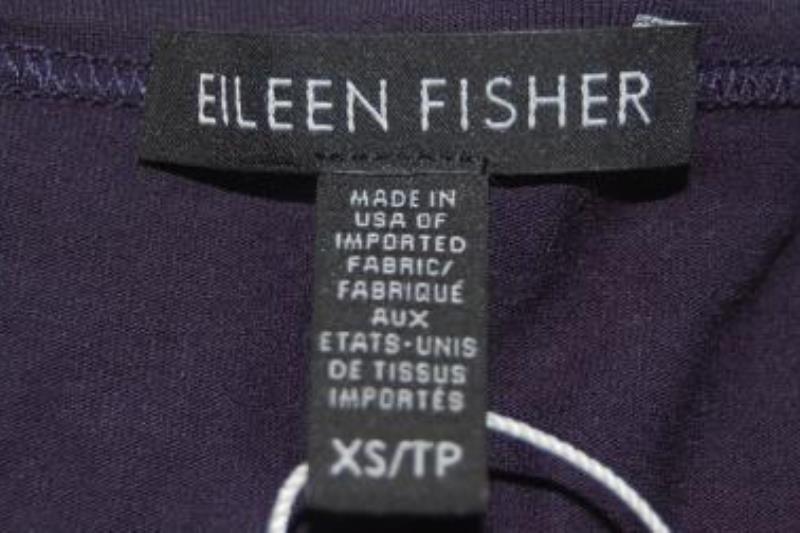 EILEEN FISHER
MADE IN
USA OF
IMPORTED
FABRIC/
FABRIQUÉ
AUX
ETATS-UNIS
DE TISSUS
IMPORTÉS
XS/TP